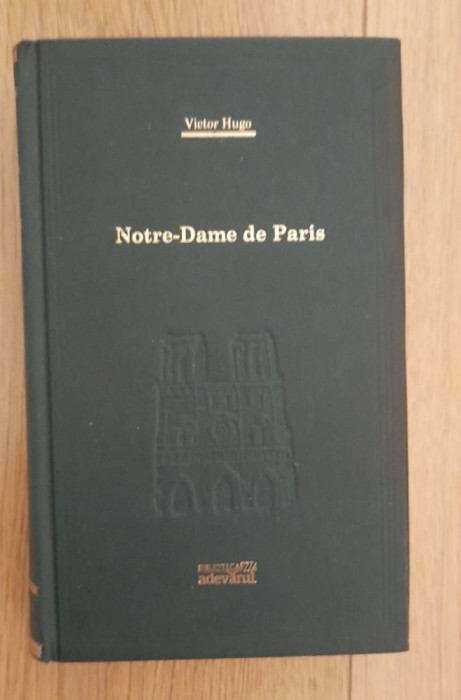 Victor Hugo
Notre-Dame de Paris
adevărul